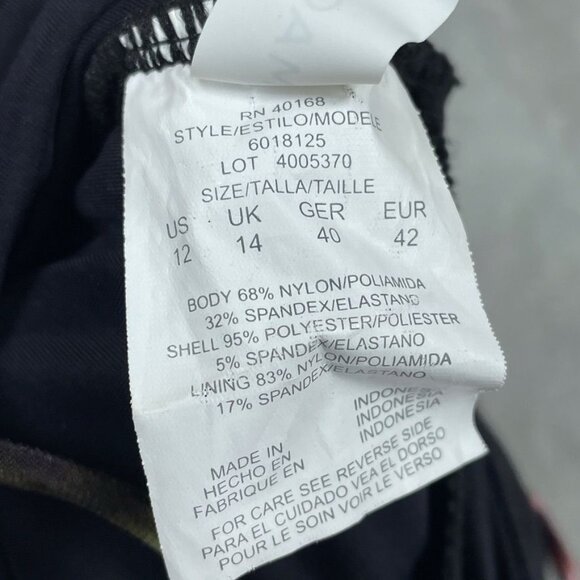 RN 40168
STYLE/ESTILO/MODELE
6018125
LOT 4005370
SIZE/TALLA/TAILLE
US UK GER EUR
12 14 40 42
BODY 68% NYLON/POLIAMIDA
32% SPANDEX/ELASTANO
SHELL 95% POLYESTER/POLIESTER
5% SPANDEX/ELASTANO
LINING 83% NYLON/POLIAMIDA
17% SPANDEX/ELASTANO
MADE IN INDONESIA
HECHO EN INDONESIA
FABRIQUE EN INDONESIA
FOR CARE SEE REVERSE SIDE
PARA EL CUIDADO VEA EL DORSO
POUR LE SOIN VOIR LE VERSO